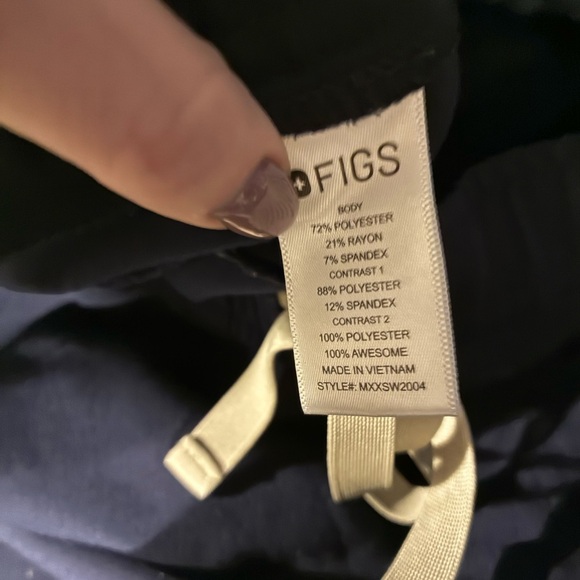 FIGS
BODY
72% POLYESTER
21% RAYON
7% SPANDEX
CONTRAST 1
88% POLYESTER
12% SPANDEX
CONTRAST 2
100% POLYESTER
100% AWESOME
MADE IN VIETNAM
STYLE#: MXXSW2004